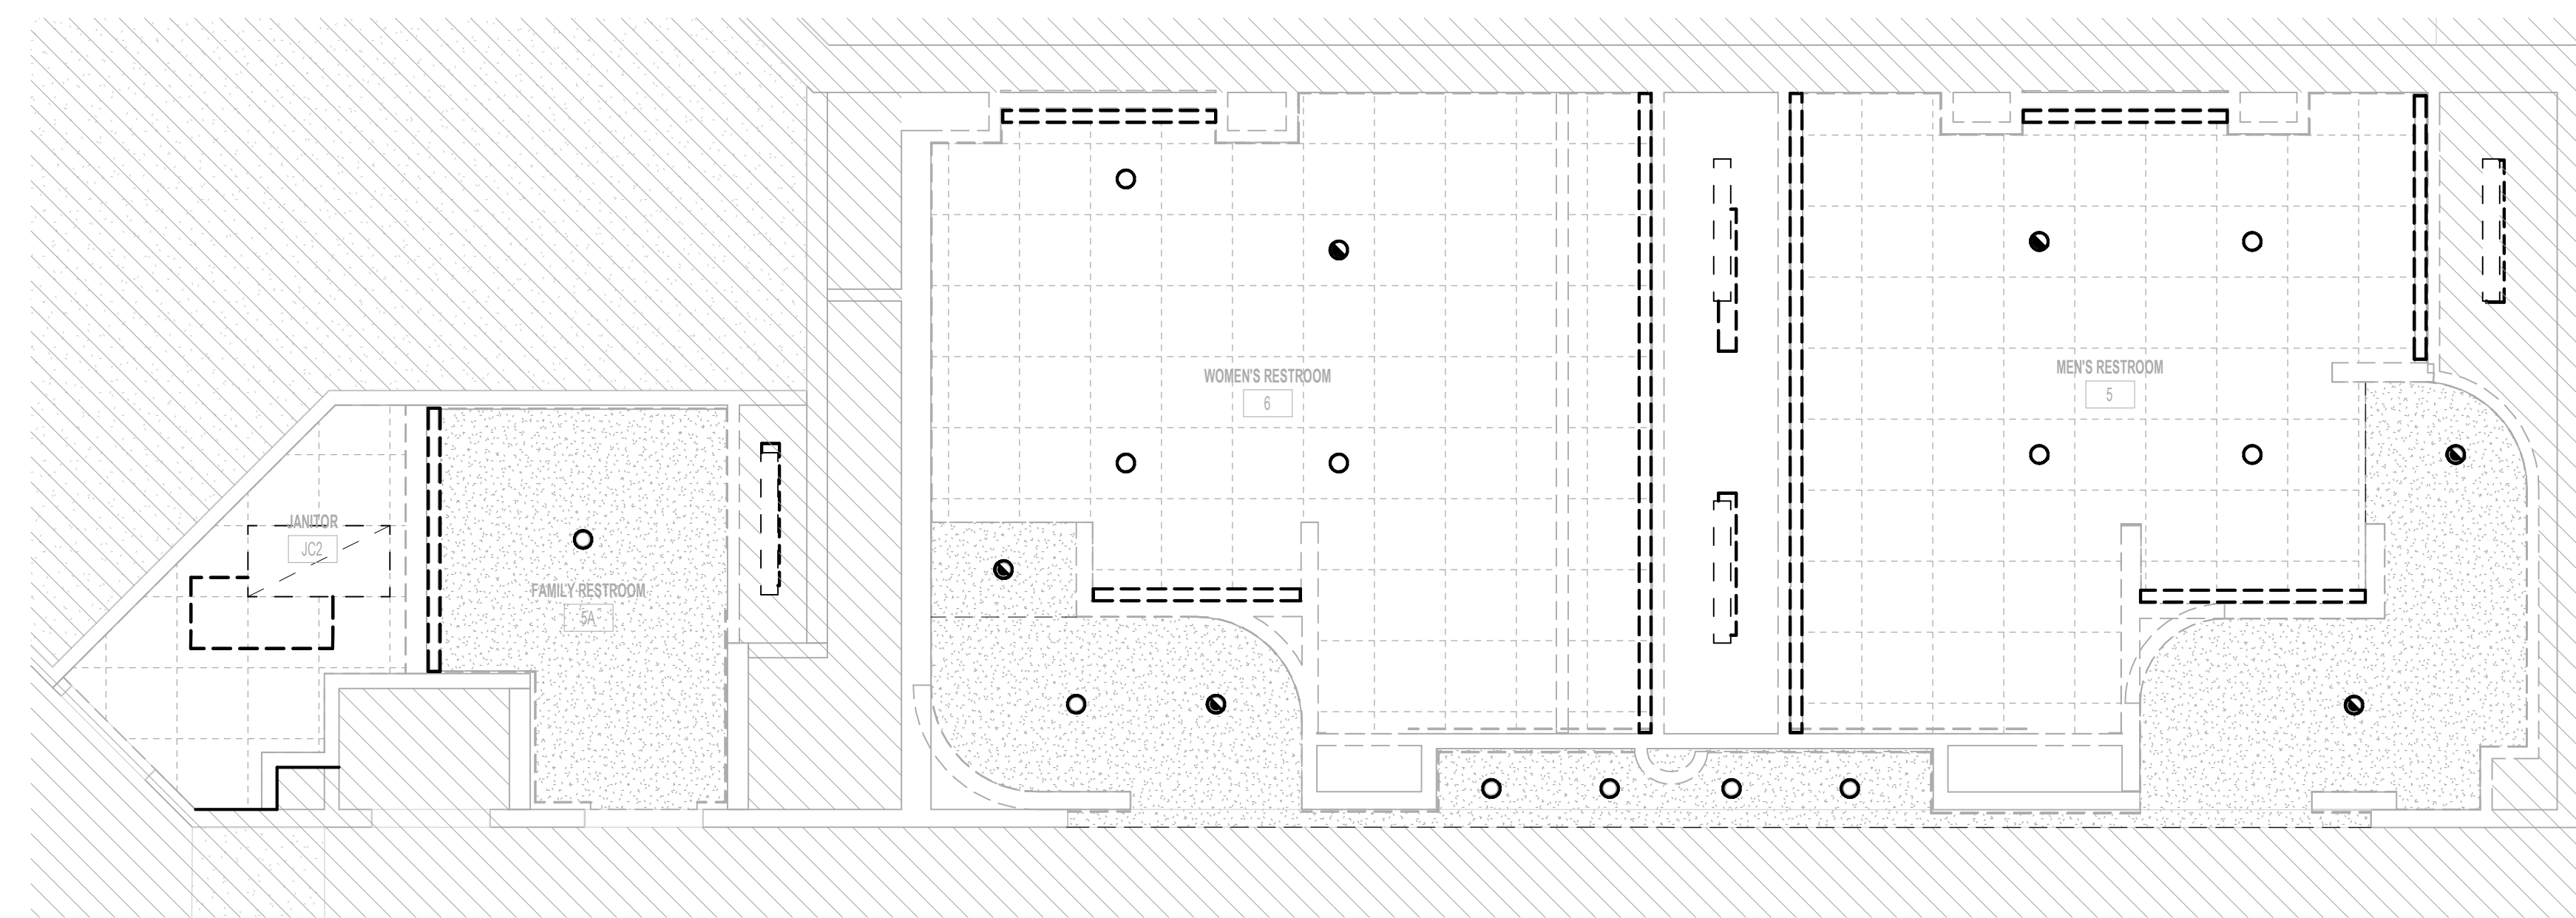 WOMEN'S RESTROOM
6
MEN'S RESTROOM
5
JANITOR
JC2
FAMILY RESTROOM
5A